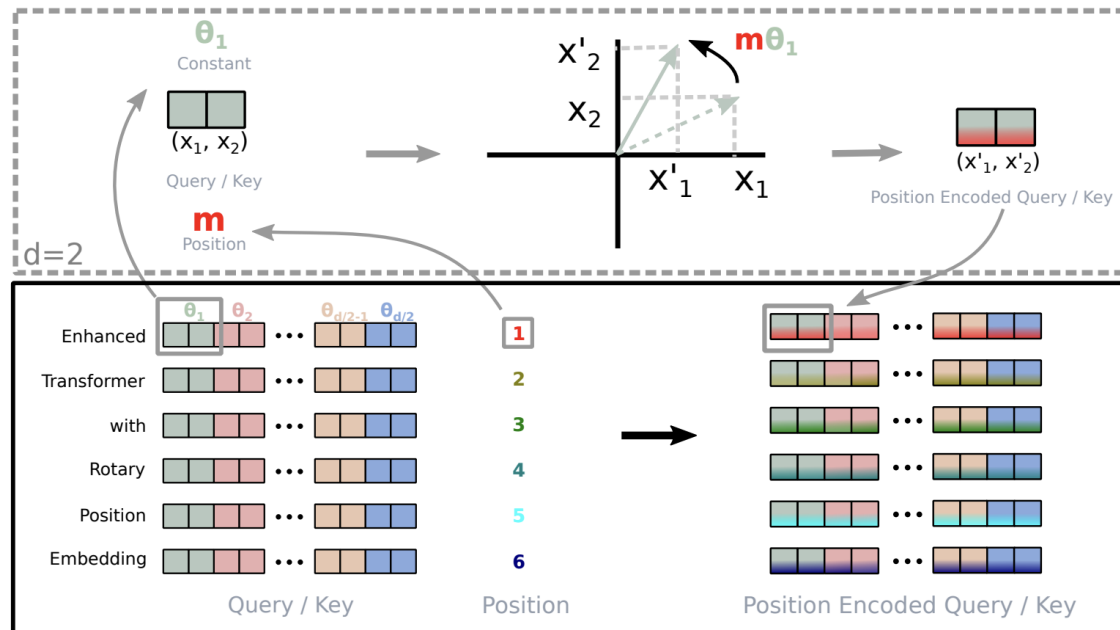 θ₁
Constant
(x₁, x₂)
Query / Key
m
Position
d=2
x'₂
x₂
x'₁
x₁
mθ₁
(x'₁, x'₂)
Position Encoded Query / Key
θ₁ θ₂ ••• θd/2-1 θd/2
Enhanced ••• 1 •••
Transformer ••• 2 •••
with ••• 3 •••
Rotary ••• 4 •••
Position ••• 5 •••
Embedding ••• 6 •••
Query / Key Position Position Encoded Query / Key